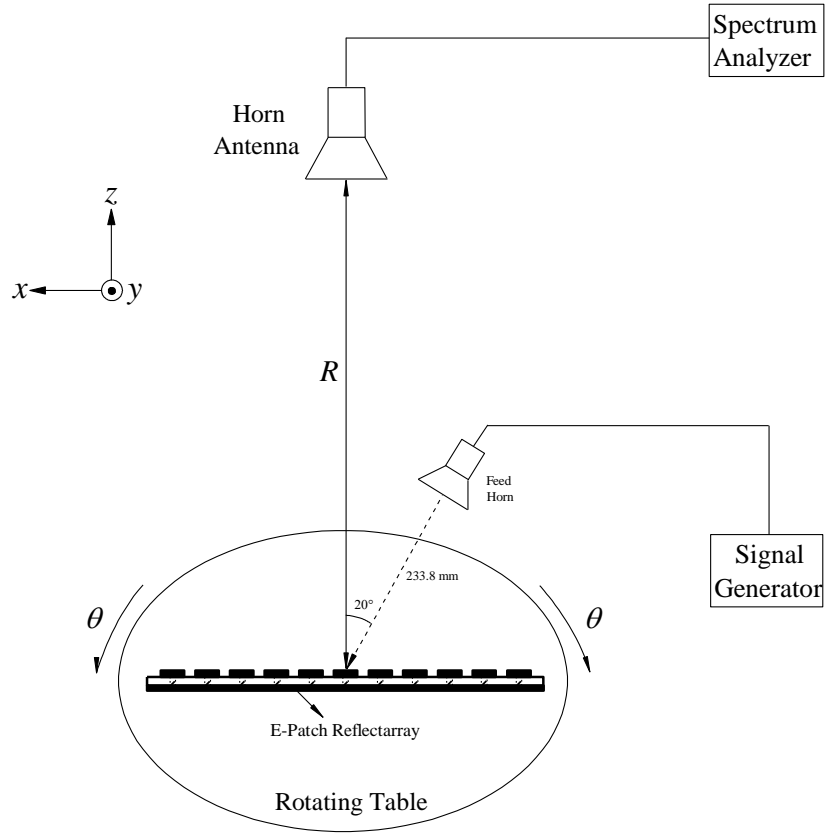 Spectrum
Analyzer
Horn
Antenna
z
x
y
R
Feed
Horn
233.8 mm
Signal
Generator
20°
θ
θ
E-Patch Reflectarray
Rotating Table